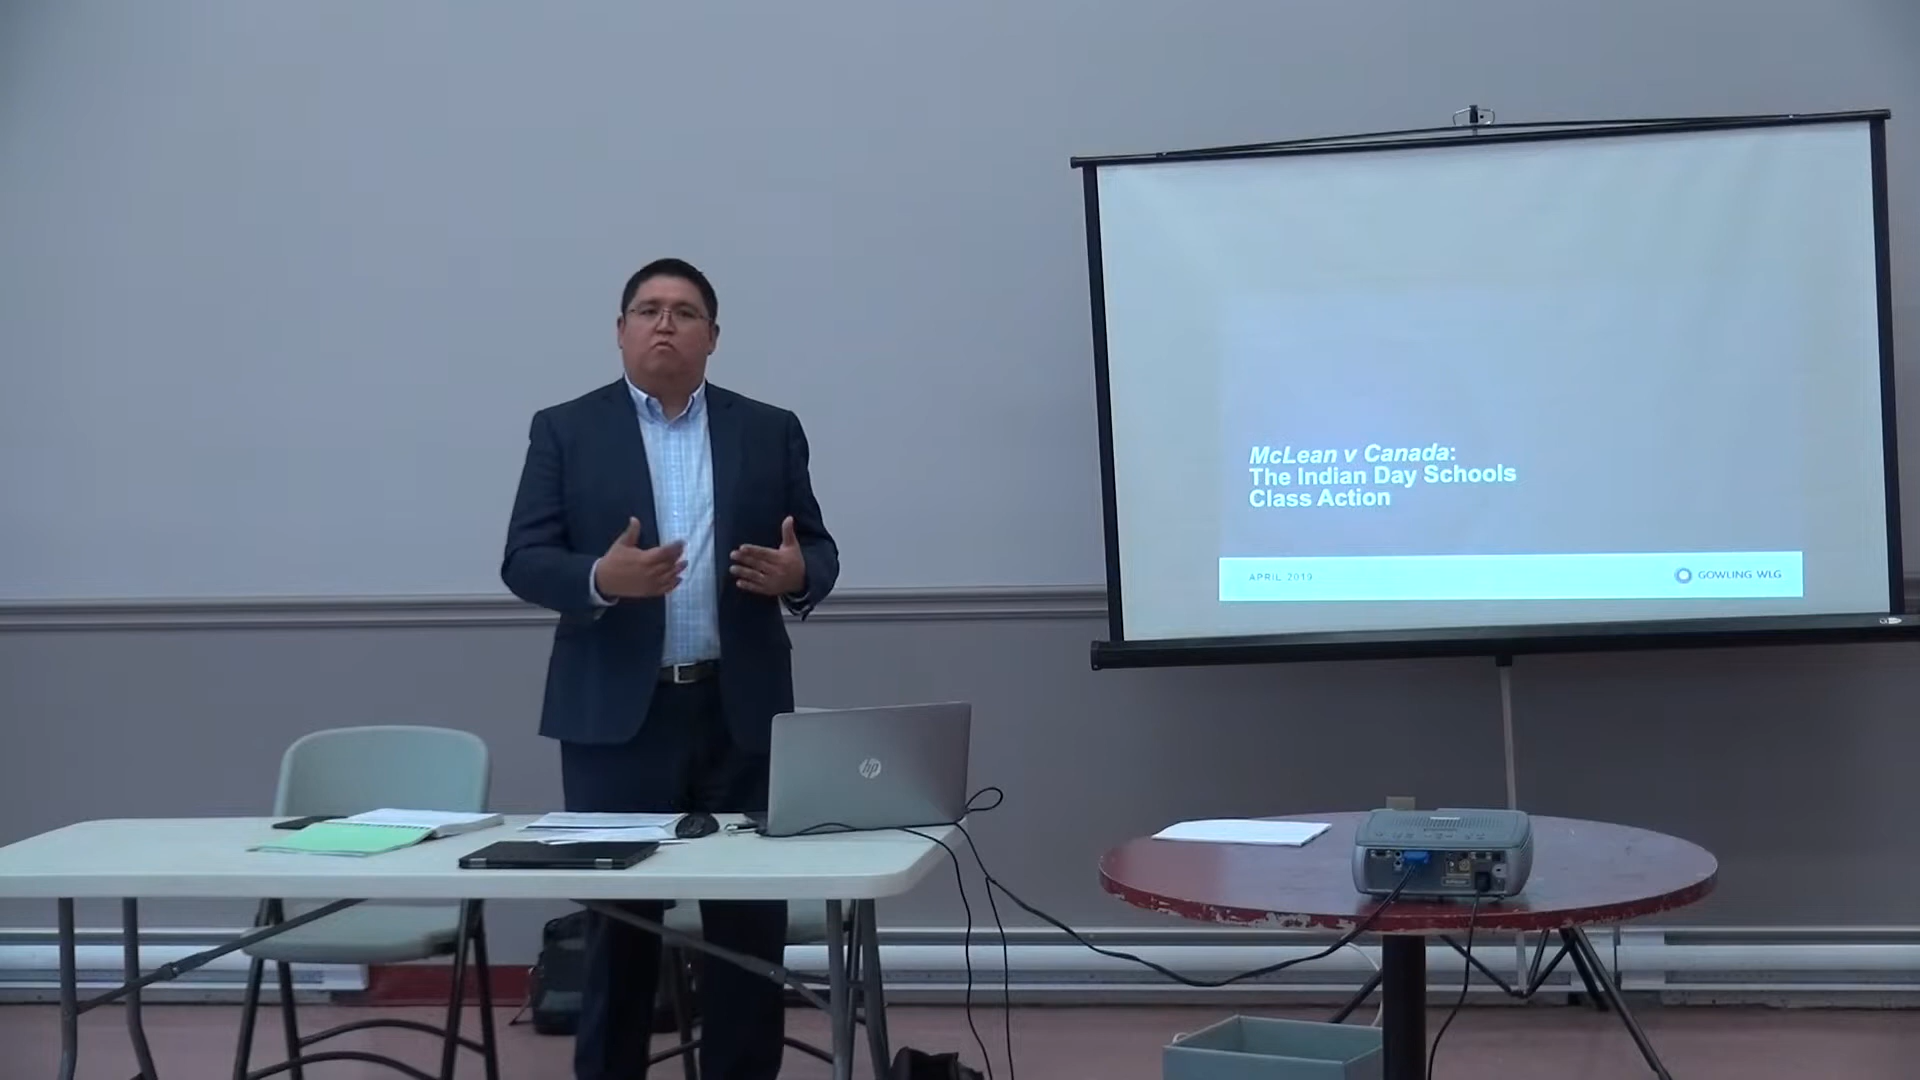 McLean v Canada:
The Indian Day Schools
Class Action
APRIL 2019
GOWLING WLG
hp